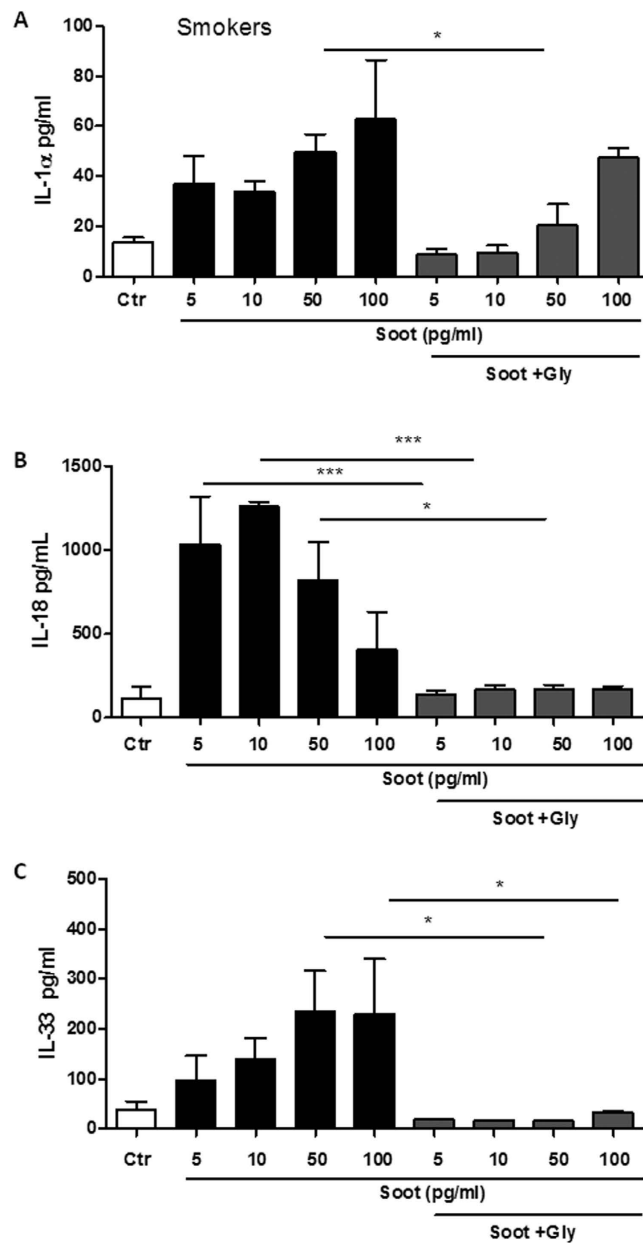 A
Smokers
*
100
80
60
40
20
0
IL-1α pg/ml
Ctr 5 10 50 100 5 10 50 100
Soot (pg/ml)
Soot +Gly
B
***
***
*
1500
1000
500
0
IL-18 pg/mL
Ctr 5 10 50 100 5 10 50 100
Soot (pg/ml)
Soot +Gly
C
500
400
300
200
100
0
*
*
IL-33 pg/ml
Ctr 5 10 50 100 5 10 50 100
Soot (pg/ml)
Soot +Gly